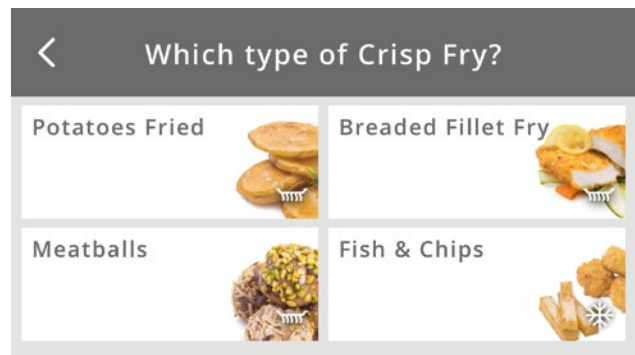 Which type of Crisp Fry?
Potatoes Fried
Breaded Fillet Fry
Meatballs
Fish & Chips